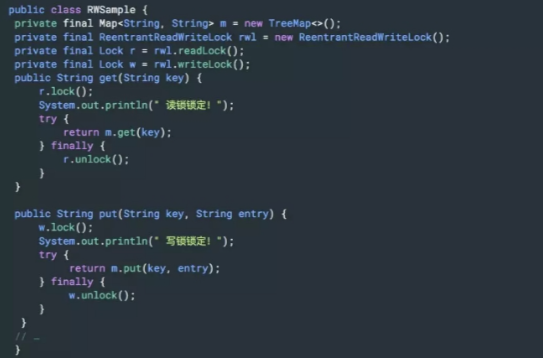 public class RWSample {
private final Map<String, String> m = new TreeMap<>();
private final ReentrantReadWriteLock rwl = new ReentrantReadWriteLock();
private final Lock r = rwl.readLock();
private final Lock w = rwl.writeLock();
public String get(String key) {
r.lock();
System.out.println(" 读锁锁定! ");
try {
return m.get(key);
} finally {
r.unlock();
}
}
public String put(String key, String entry) {
w.lock();
System.out.println(" 写锁锁定! ");
try {
return m.put(key, entry);
} finally {
w.unlock();
}
}
// …
}